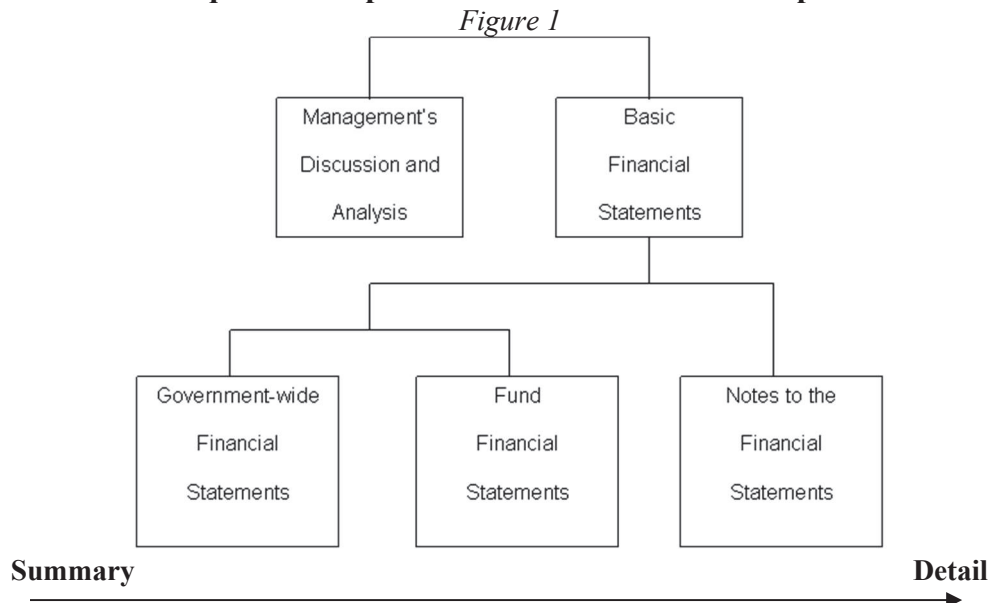 Figure 1
Management's
Discussion and
Analysis
Basic
Financial
Statements
Government-wide
Financial
Statements
Fund
Financial
Statements
Notes to the
Financial
Statements
Summary
Detail